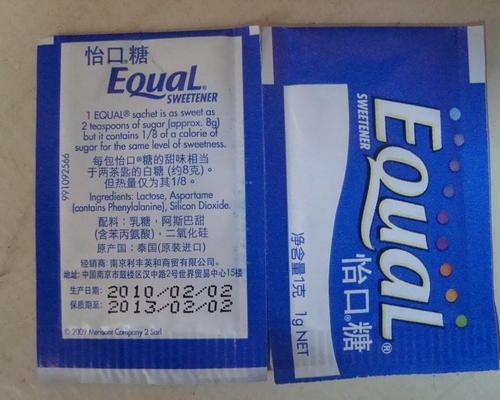 怡口®糖
EQUAL®
SWEETENER
1 EQUAL® sachet is as sweet as
2 teaspoons of sugar (approx. 8g)
but it contains 1/8 of a calorie of
sugar for the same level of sweetness.
每包怡口®糖的甜味相当
于两茶匙的白糖 (约8克)。
但热量仅为其1/8。
Ingredients: Lactose, Aspartame
(contains Phenylalanine), Silicon Dioxide.
配料: 乳糖, 阿斯巴甜
(含苯丙氨酸), 二氧化硅
原产国: 泰国(原装进口)
经销商: 南京利丰英和商贸有限公司。
地址: 中国南京市鼓楼区汉中路2号世界贸易中心15楼
生产日期: 2010/02/02
保质期至: 2013/02/02
© 2009 Merisant Company 2 Sarl
991092566
EQUAL®
SWEETENER
怡口®糖
净含量1克 1g NET